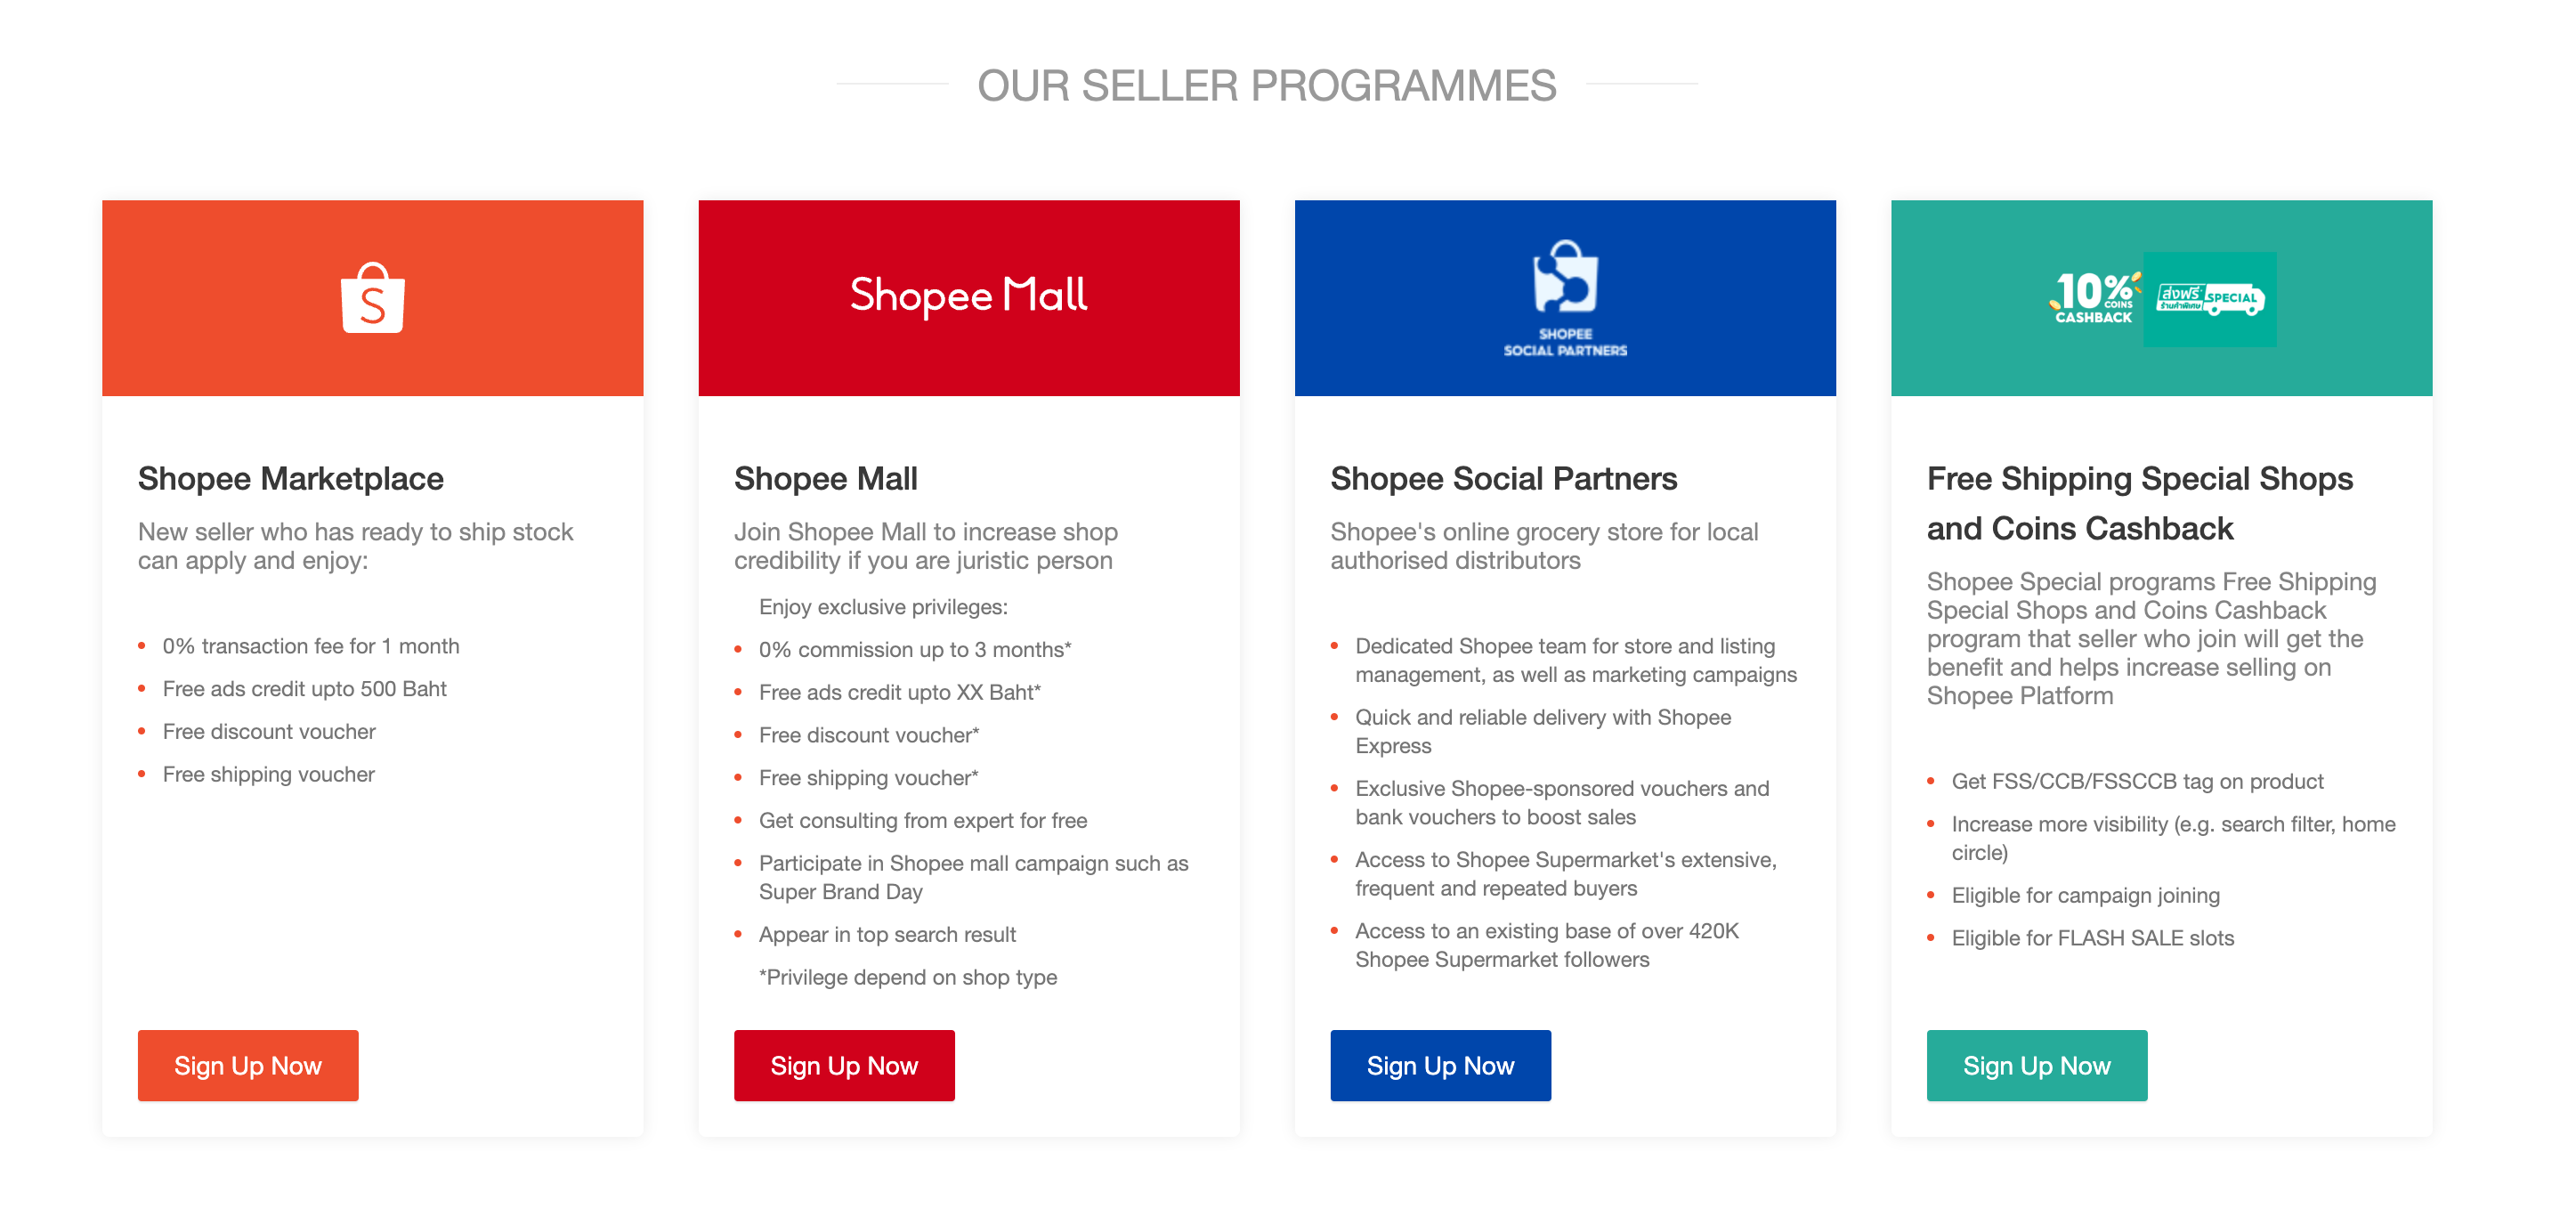 OUR SELLER PROGRAMMES
S
Shopee Marketplace
New seller who has ready to ship stock
can apply and enjoy:
0% transaction fee for 1 month
Free ads credit upto 500 Baht
Free discount voucher
Free shipping voucher
Sign Up Now
Shopee Mall
Shopee Mall
Join Shopee Mall to increase shop
credibility if you are juristic person
Enjoy exclusive privileges:
0% commission up to 3 months*
Free ads credit upto XX Baht*
Free discount voucher*
Free shipping voucher*
Get consulting from expert for free
Participate in Shopee mall campaign such as
Super Brand Day
Appear in top search result
*Privilege depend on shop type
Sign Up Now
SHOPEE
SOCIAL PARTNERS
Shopee Social Partners
Shopee's online grocery store for local
authorised distributors
Dedicated Shopee team for store and listing
management, as well as marketing campaigns
Quick and reliable delivery with Shopee
Express
Exclusive Shopee-sponsored vouchers and
bank vouchers to boost sales
Access to Shopee Supermarket's extensive,
frequent and repeated buyers
Access to an existing base of over 420K
Shopee Supermarket followers
Sign Up Now
10%
COINS
CASHBACK
ส่งฟรี*
ร้านค้าพิเศษ
SPECIAL
Free Shipping Special Shops
and Coins Cashback
Shopee Special programs Free Shipping
Special Shops and Coins Cashback
program that seller who join will get the
benefit and helps increase selling on
Shopee Platform
Get FSS/CCB/FSSCCB tag on product
Increase more visibility (e.g. search filter, home
circle)
Eligible for campaign joining
Eligible for FLASH SALE slots
Sign Up Now